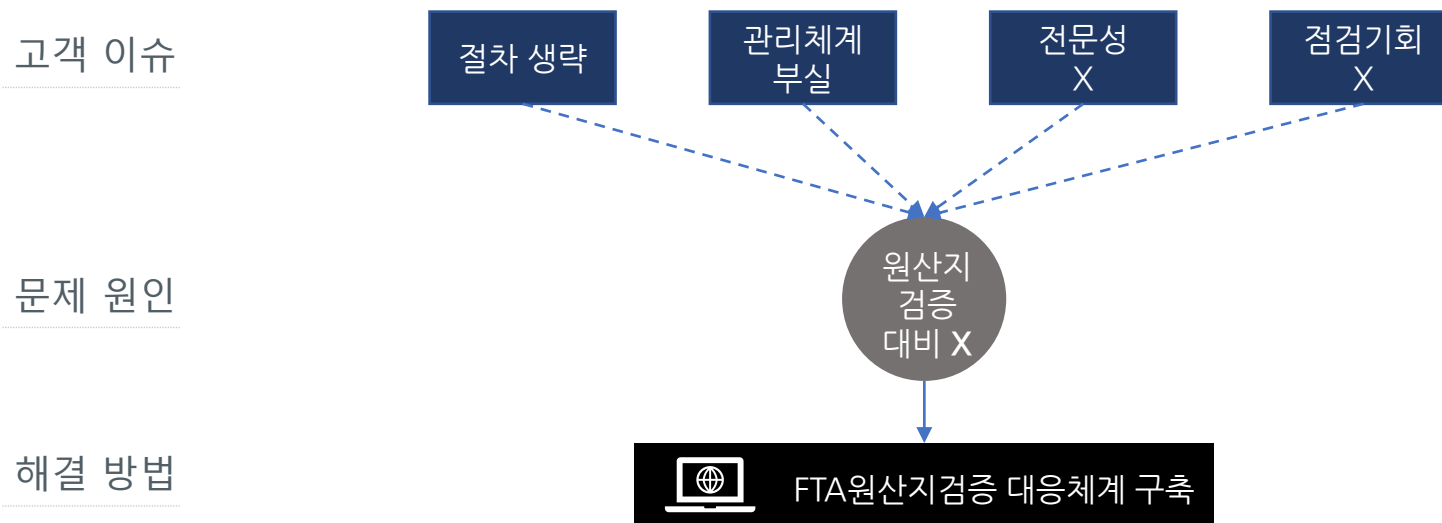 고객 이슈
절차 생략
관리체계
부실
전문성
X
점검기회
X
문제 원인
원산지
검증
대비 X
해결 방법
FTA원산지검증 대응체계 구축